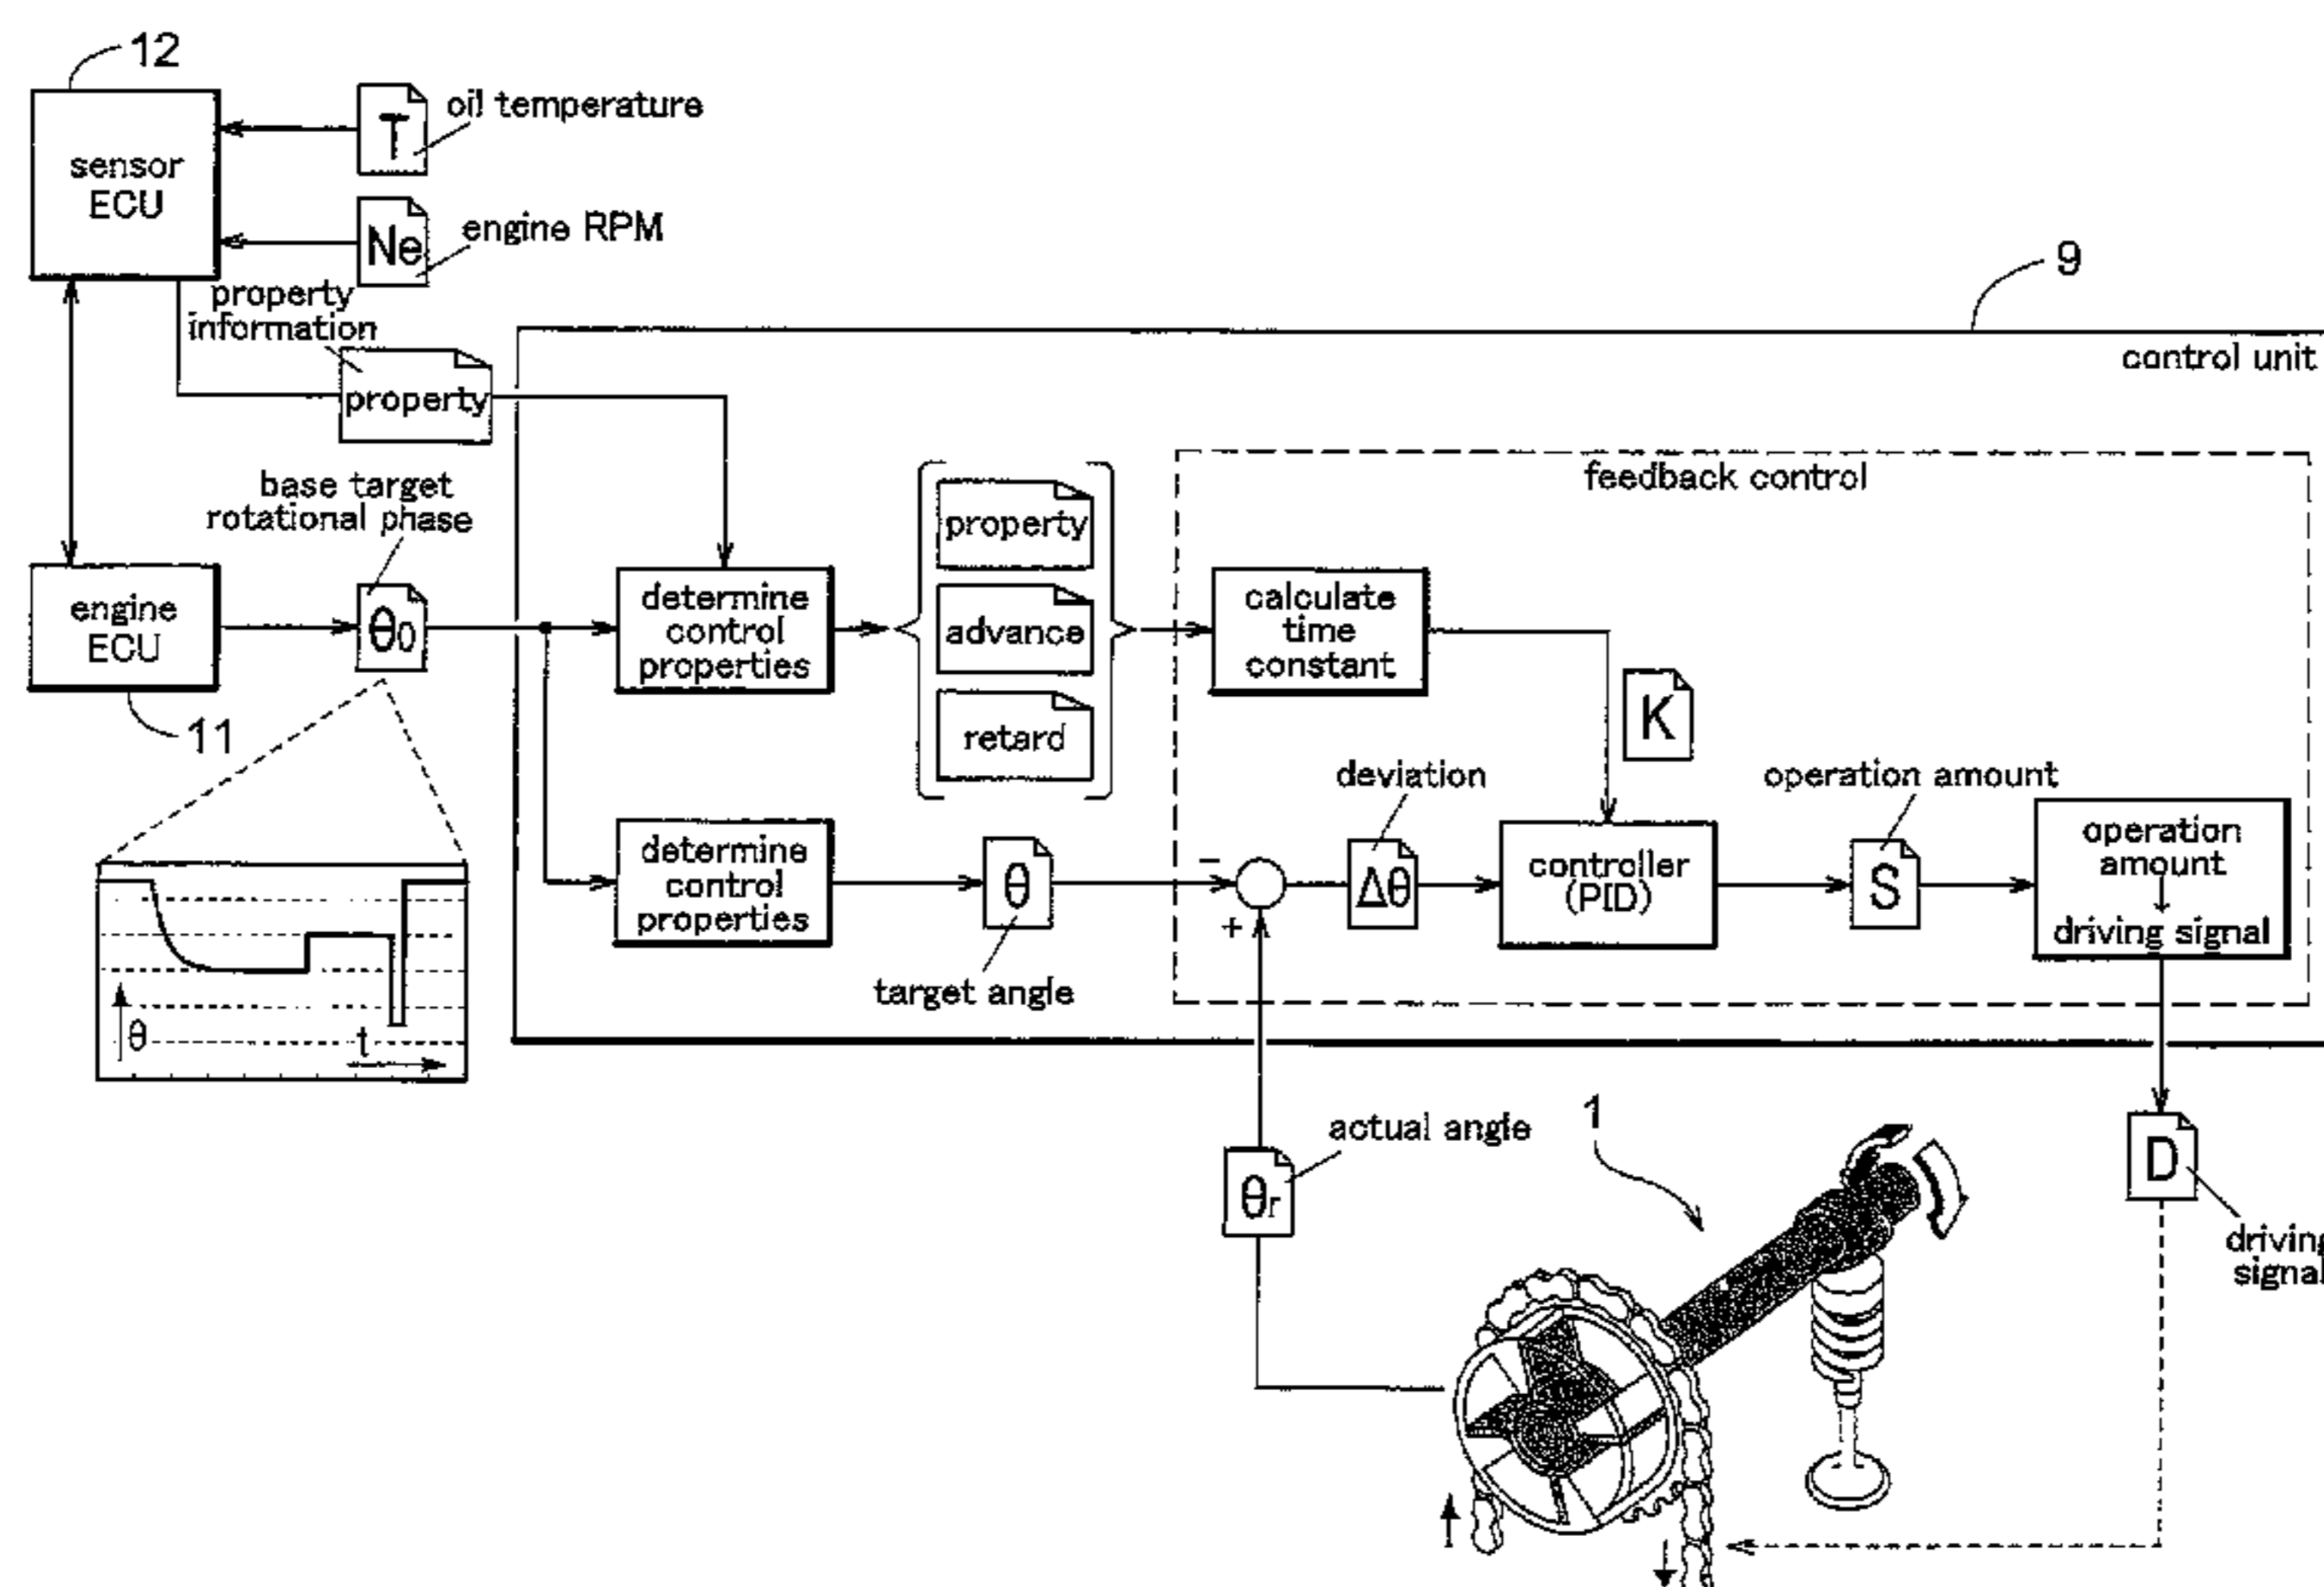 12
sensor
ECU
T
oil temperature
Ne
engine RPM
property
information
property
9
control unit
base target
rotational phase
engine
ECU
θ0
11
determine
control
properties
property
advance
retard
feedback control
calculate
time
constant
K
determine
control
properties
θ
target angle
-
+
deviation
Δθ
controller
(PID)
operation amount
S
operation
amount
↓
driving signal
θ
t
actual angle
θr
1
D
driving
signal